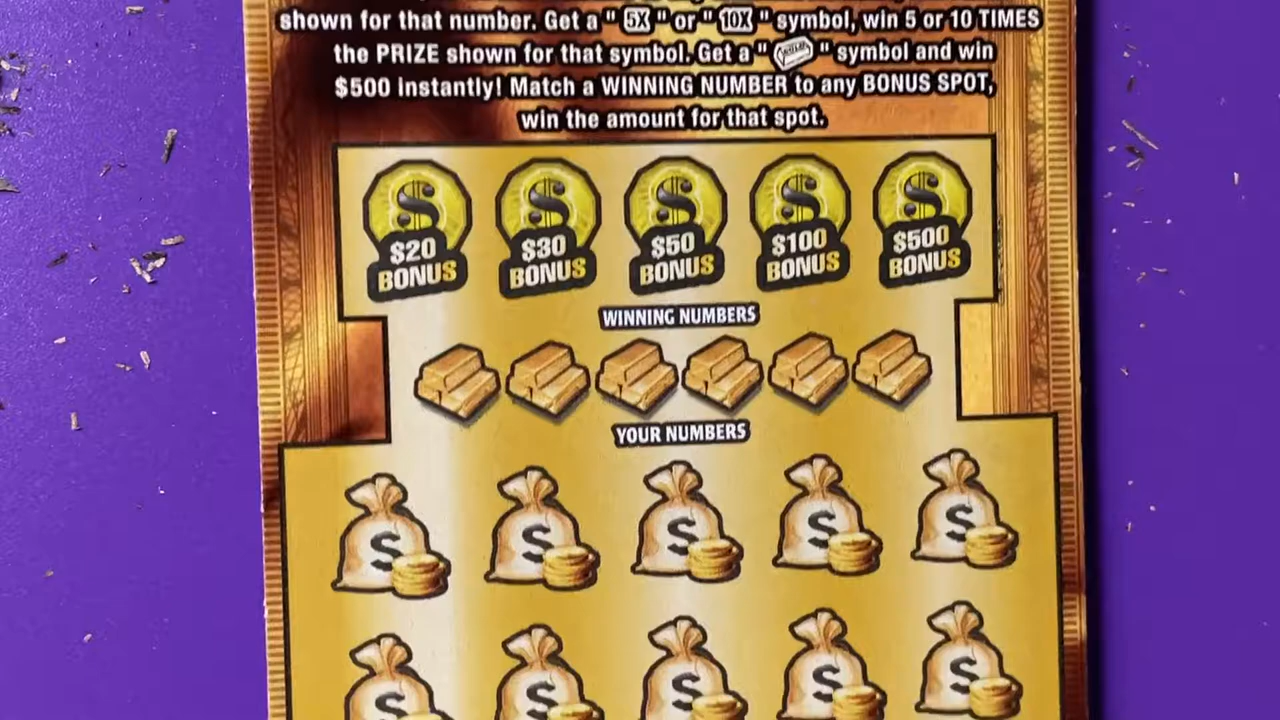 shown for that number. Get a " 5X " or " 10X " symbol, win 5 or 10 TIMES
the PRIZE shown for that symbol. Get a " " symbol and win
$500 instantly! Match a WINNING NUMBER to any BONUS SPOT,
win the amount for that spot.
$ $ $ $ $
$20 $30 $50 $100 $500
BONUS BONUS BONUS BONUS BONUS
WINNING NUMBERS
YOUR NUMBERS
$ $ $ $ $
$ $ $ $ $